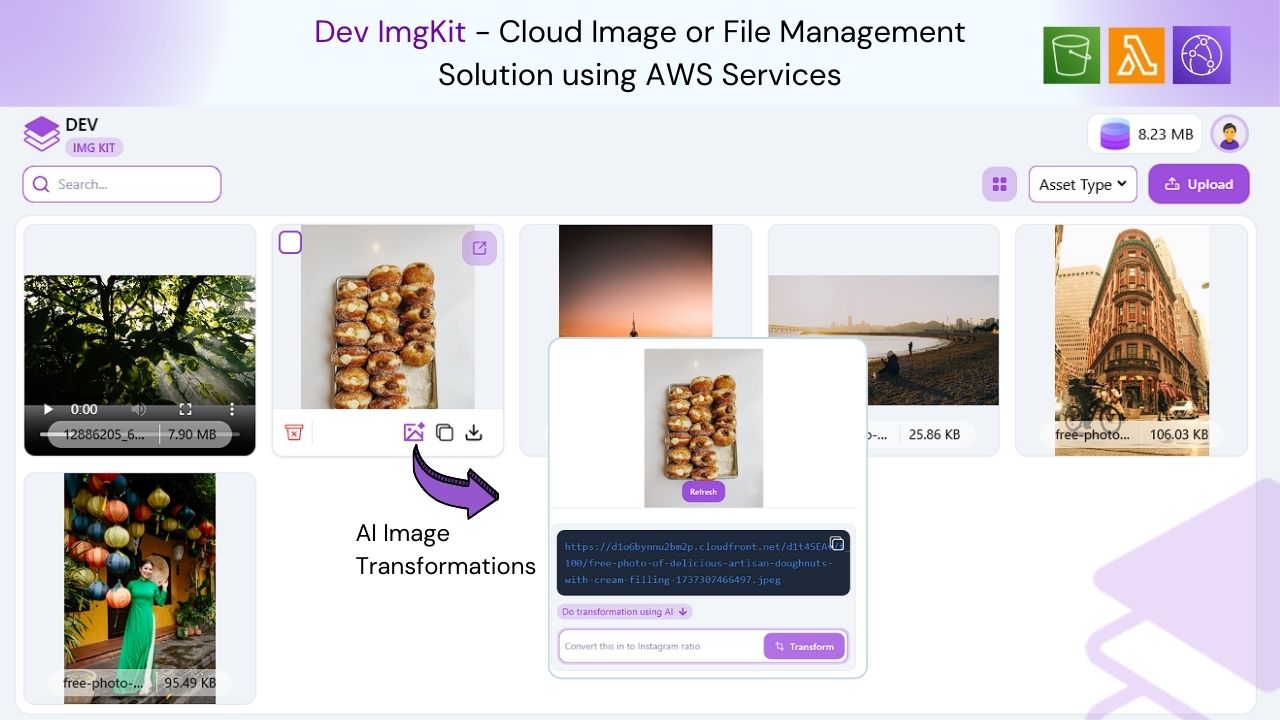 Dev ImgKit - Cloud Image or File Management
Solution using AWS Services
DEV
IMG KIT
8.23 MB
Search...
Asset Type
Upload
0:00
12886205_6...
7.90 MB
o-...
25.86 KB
free-photo...
106.03 KB
Refresh
AI Image
Transformations
https://d1o6bynnu2bm2p.cloudfront.net/d1t4SEA
100/free-photo-of-delicious-artisan-doughnuts-
with-cream-filling-1737307466497.jpeg
Do transformation using AI
Convert this in to Instagram ratio
Transform
free-photo-...
95.49 KB